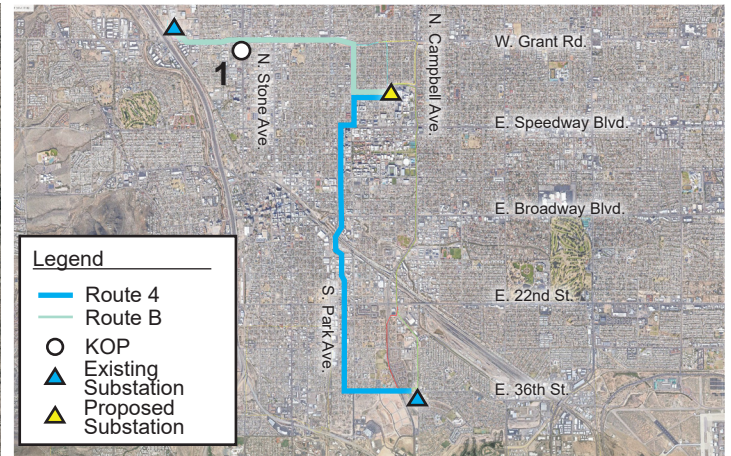 W. Grant Rd.
1
N. Stone Ave.
N. Campbell Ave.
E. Speedway Blvd.
E. Broadway Blvd.
E. 22nd St.
S. Park Ave.
E. 36th St.
Legend
Route 4
Route B
KOP
Existing
Substation
Proposed
Substation